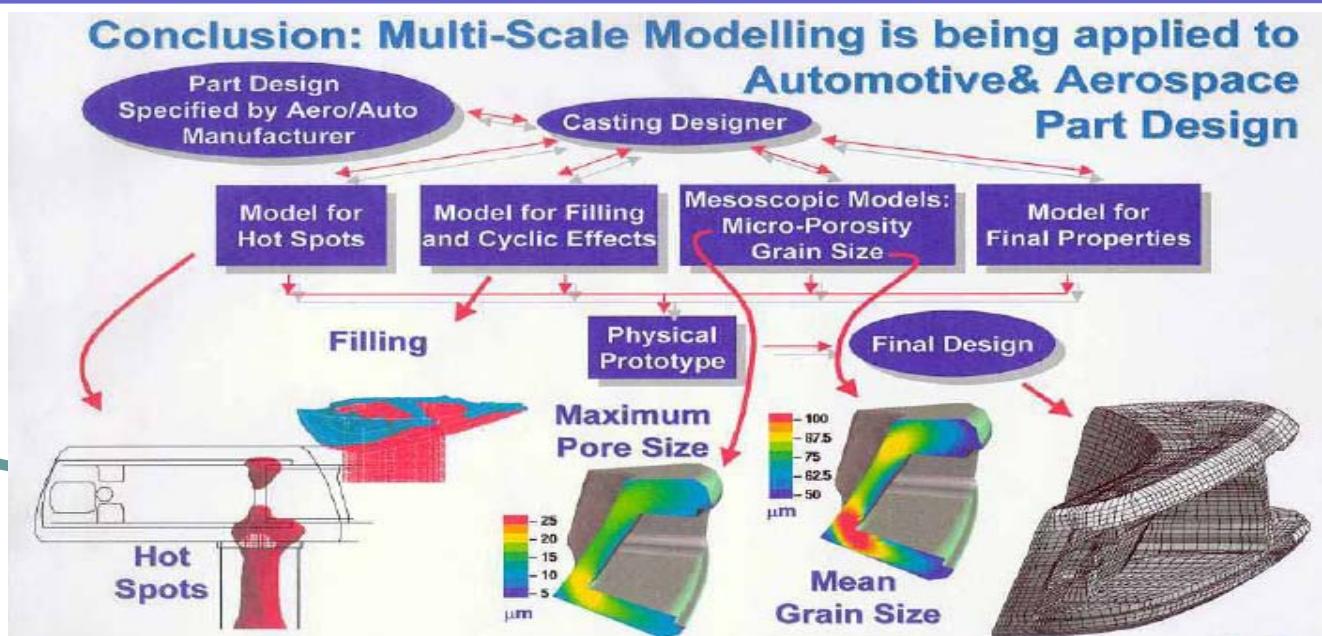 Conclusion: Multi-Scale Modelling is being applied to
Automotive& Aerospace
Part Design
Part Design
Specified by Aero/Auto
Manufacturer
Casting Designer
Model for
Hot Spots
Model for Filling
and Cyclic Effects
Mesoscopic Models:
Micro-Porosity
Grain Size
Model for
Final Properties
Filling
Physical
Prototype
Final Design
Maximum
Pore Size
100
87.5
75
62.5
50
μm
25
20
15
10
5
μm
Hot
Spots
Mean
Grain Size